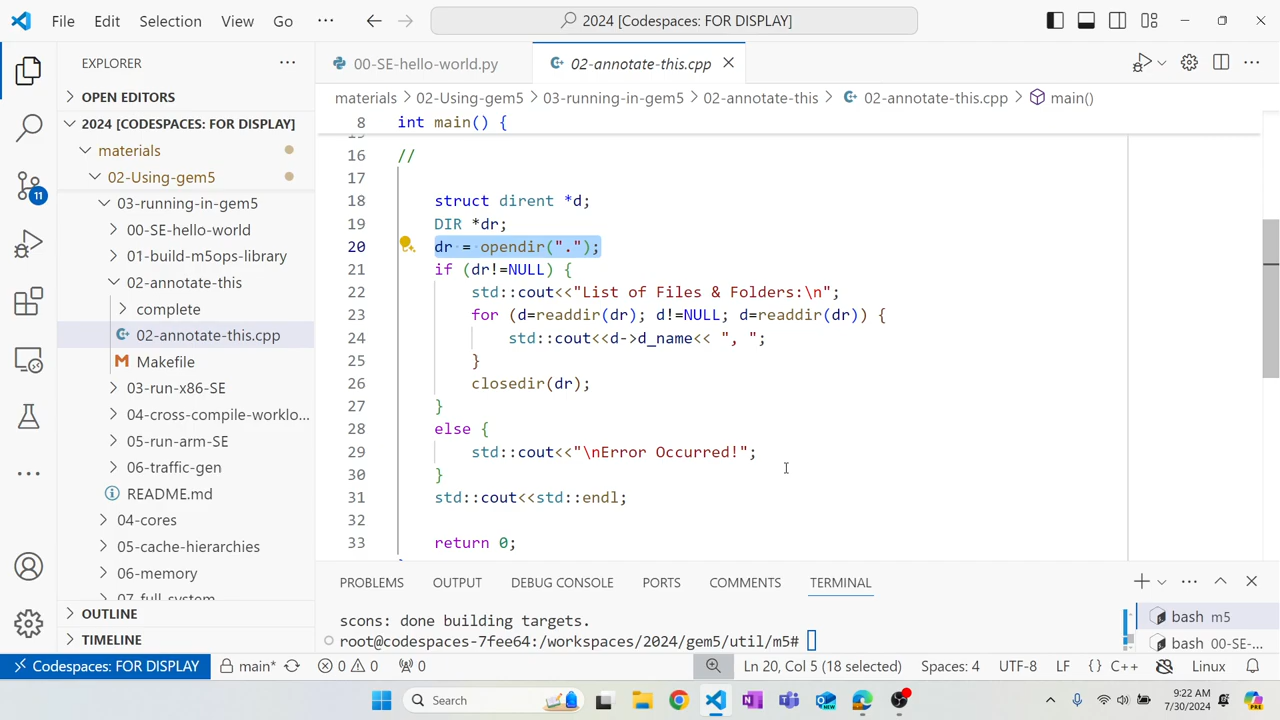 File Edit Selection View Go ··· 2024 [Codespaces: FOR DISPLAY]
EXPLORER ···
00-SE-hello-world.py
02-annotate-this.cpp
OPEN EDITORS
2024 [CODESPACES: FOR DISPLAY]
materials
02-Using-gem5
03-running-in-gem5
00-SE-hello-world
01-build-m5ops-library
02-annotate-this
complete
02-annotate-this.cpp
Makefile
03-run-x86-SE
04-cross-compile-worklo...
05-run-arm-SE
06-traffic-gen
README.md
04-cores
05-cache-hierarchies
06-memory
07-full_system
OUTLINE
TIMELINE
11
materials > 02-Using-gem5 > 03-running-in-gem5 > 02-annotate-this > 02-annotate-this.cpp > main()
8 int main() {
15
16 //
17
18 struct dirent *d;
19 DIR *dr;
20 dr = opendir(".");
21 if (dr!=NULL) {
22 std::cout<<"List of Files & Folders:\n";
23 for (d=readdir(dr); d!=NULL; d=readdir(dr)) {
24 std::cout<<d->d_name<< ", ";
25 }
26 closedir(dr);
27 }
28 else {
29 std::cout<<"\nError Occurred!";
30 }
31 std::cout<<std::endl;
32
33 return 0;
PROBLEMS OUTPUT DEBUG CONSOLE PORTS COMMENTS TERMINAL
scons: done building targets.
root@codespaces-7fee64:/workspaces/2024/gem5/util/m5#
bash m5
bash 00-SE-...
Codespaces: FOR DISPLAY main* 0 0 0 Ln 20, Col 5 (18 selected) Spaces: 4 UTF-8 LF {} C++ Linux
Search
9:22 AM
7/30/2024